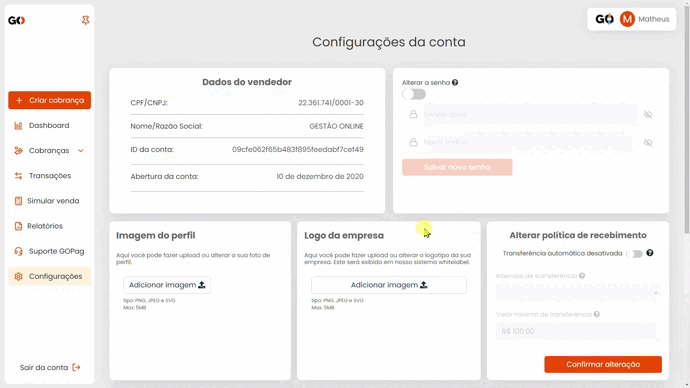 GO
GO
M
Matheus
Configurações da conta
Criar cobrança
Dashboard
Cobranças
Transações
Simular venda
Relatórios
Suporte GOPag
Configurações
Sair da conta
Dados do vendedor
CPF/CNPJ: 22.361.741/0001-30
Nome/Razão Social: GESTÃO ONLINE
ID da conta: 09cfe062f65b483f895feedabf7cef49
Abertura da conta: 10 de dezembro de 2020
Alterar a senha
Senha atual
Nova senha
Salvar nova senha
Imagem do perfil
Aqui você pode fazer upload ou alterar a sua foto de
perfil.
Adicionar imagem
tipo: PNG, JPEG e SVG
Max: 5MB
Logo da empresa
Aqui você pode fazer upload ou alterar o logotipo da sua
empresa. Este será exibido em nosso sistema whitelabel.
Adicionar imagem
tipo: PNG, JPEG e SVG
Max: 5MB
Alterar política de recebimento
Transferência automática desativada
Intervalo de transferência
Valor mínimo de transferência
R$ 100,00
Confirmar alteração